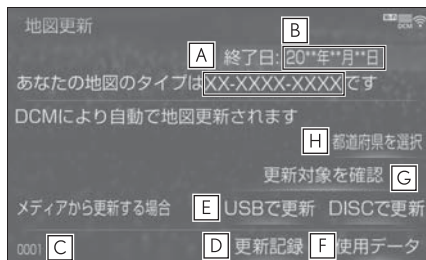 地図更新
DCM
B
A 終了日: 20**年**月**日
あなたの地図のタイプはXX-XXXX-XXXXです
DCMにより自動で地図更新されます
H 都道府県を選択
更新対象を確認 G
メディアから更新する場合 E USBで更新 DISCで更新
0001 C D 更新記録 F 使用データ